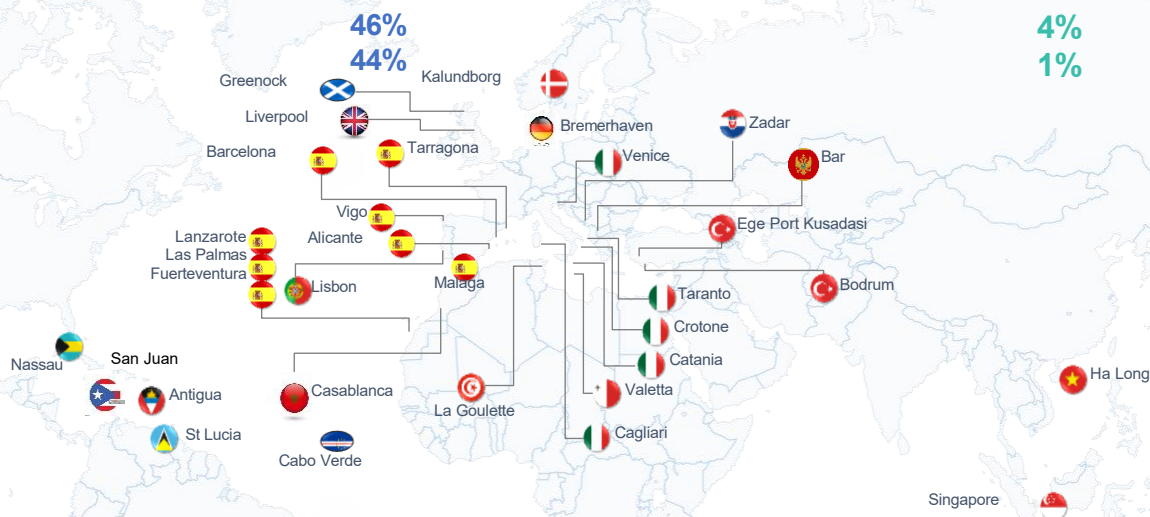 46%
44%
4%
1%
Greenock
Kalundborg
Liverpool
Bremerhaven
Zadar
Barcelona
Tarragona
Venice
Bar
Vigo
Ege Port Kusadasi
Lanzarote
Alicante
Las Palmas
Fuerteventura
Lisbon
Malaga
Bodrum
Taranto
Crotone
Nassau
San Juan
Catania
Ha Long
Antigua
Casablanca
Valetta
La Goulette
St Lucia
Cagliari
Cabo Verde
Singapore